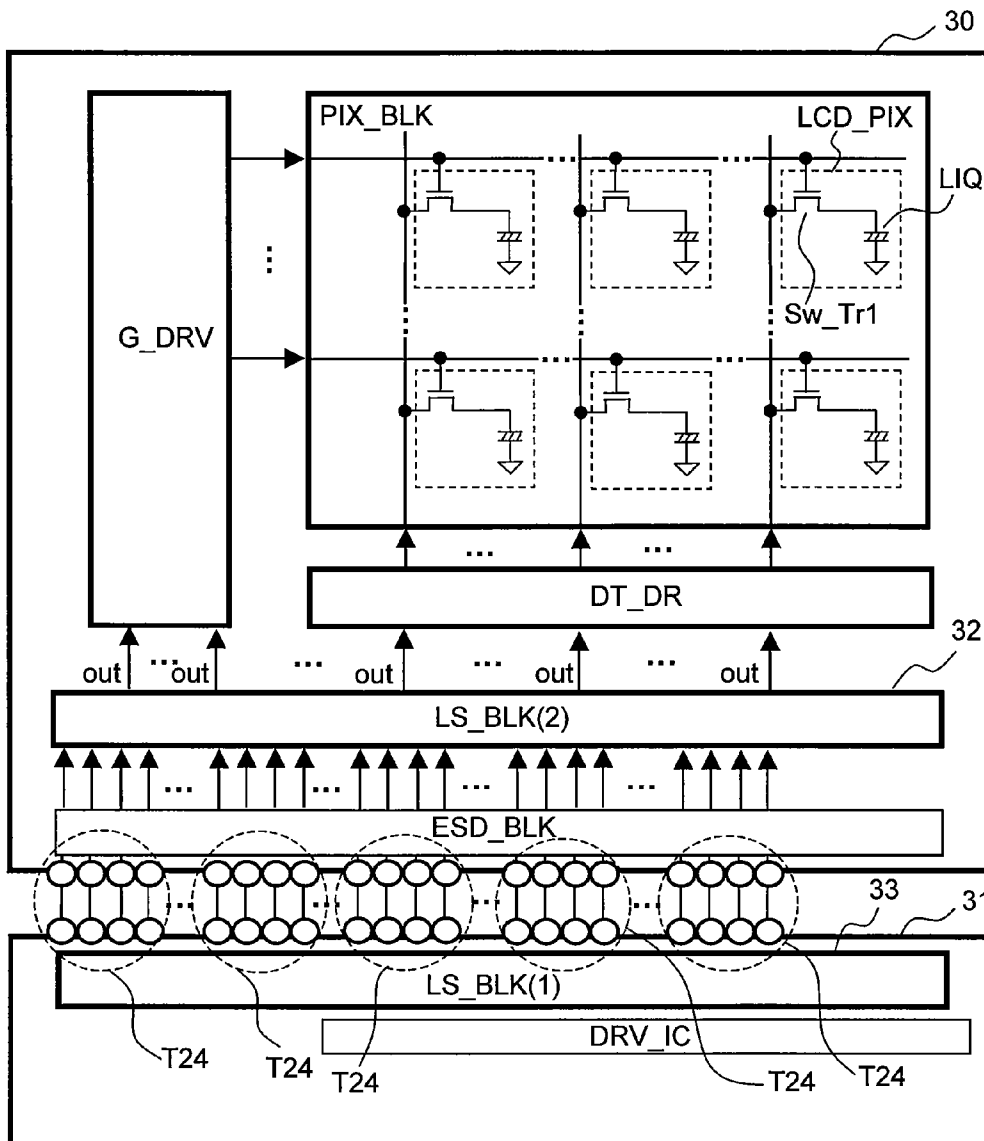 30
PIX_BLK
LCD_PIX
LIQ
Sw_Tr1
G_DRV
DT_DR
32
out out out out out
LS_BLK(2)
ESD_BLK
33
31
LS_BLK(1)
DRV_IC
T24 T24 T24 T24 T24